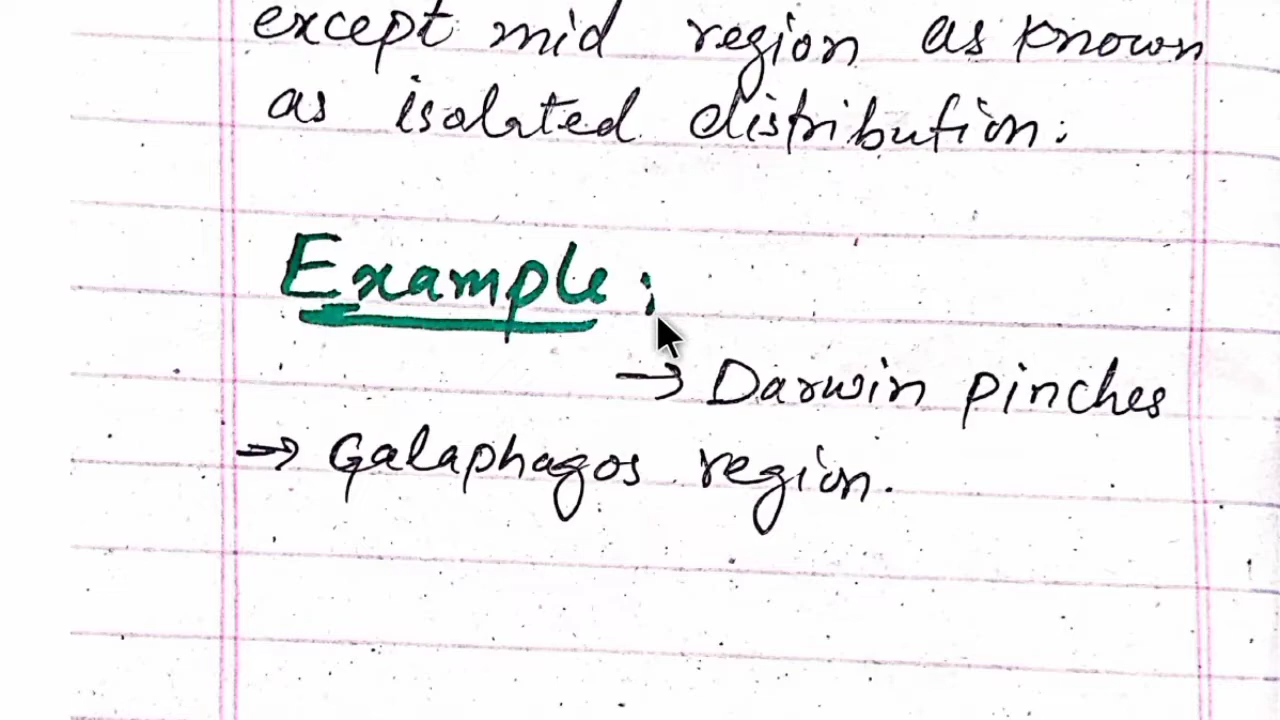 except mid region as known
as isolated distribution.
Example :
→ Darwin pinches
→ Galaphagos region.